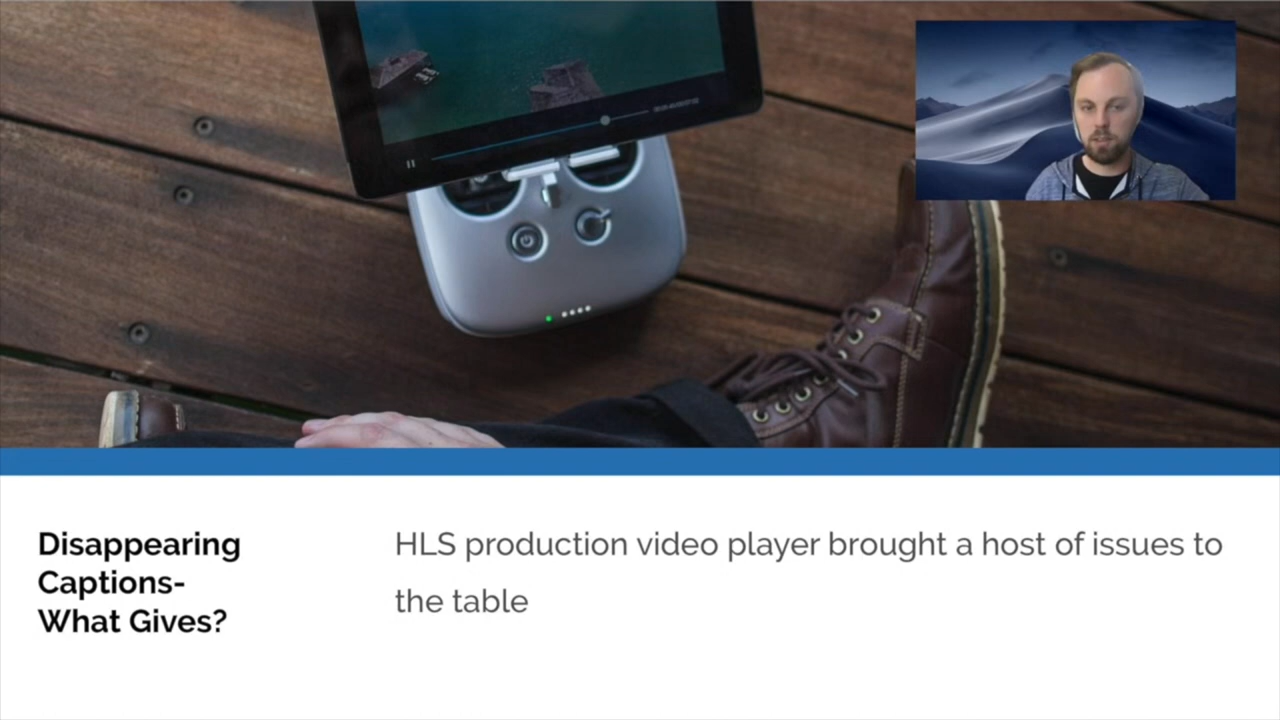 Disappearing
Captions-
What Gives?
HLS production video player brought a host of issues to
the table